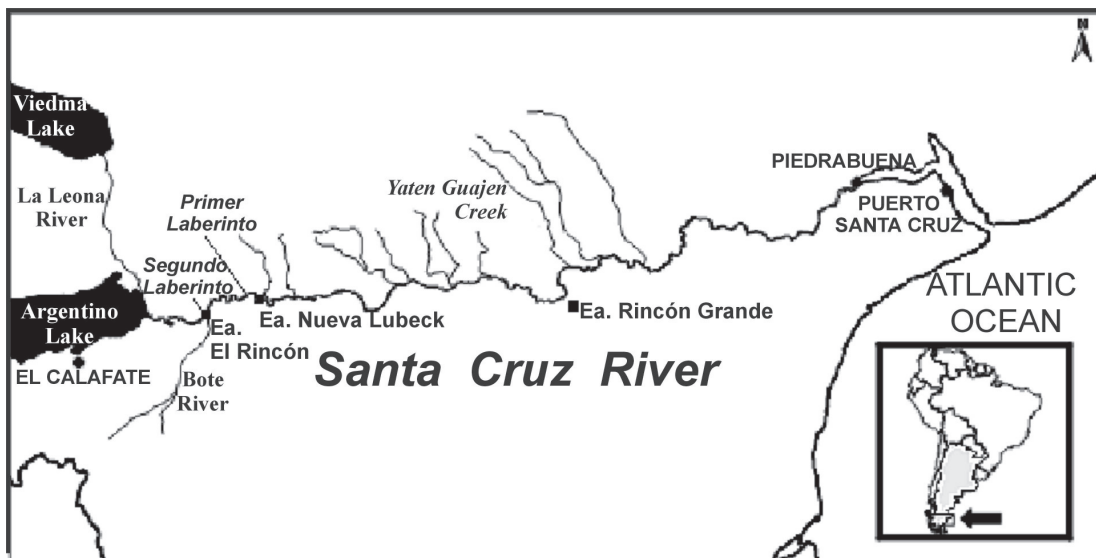 N
Viedma
Lake
PIEDRABUENA
La Leona
River
Primer
Laberinto
Yaten Guajen
Creek
PUERTO
SANTA CRUZ
Segundo
Laberinto
ATLANTIC
OCEAN
Argentino
Lake
Ea. Nueva Lubeck
Ea. Rincón Grande
Ea.
El Rincón
EL CALAFATE
Santa Cruz River
Bote
River